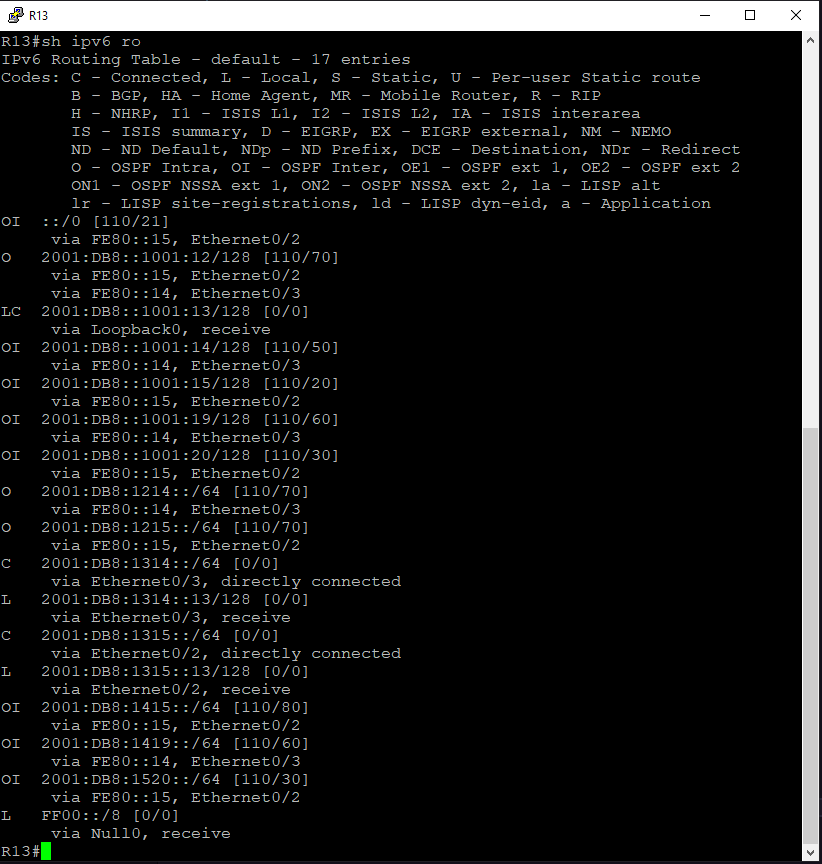 R13
R13#sh ipv6 ro
IPv6 Routing Table - default - 17 entries
Codes: C - Connected, L - Local, S - Static, U - Per-user Static route
       B - BGP, HA - Home Agent, MR - Mobile Router, R - RIP
       H - NHRP, I1 - ISIS L1, I2 - ISIS L2, IA - ISIS interarea
       IS - ISIS summary, D - EIGRP, EX - EIGRP external, NM - NEMO
       ND - ND Default, NDp - ND Prefix, DCE - Destination, NDr - Redirect
       O - OSPF Intra, OI - OSPF Inter, OE1 - OSPF ext 1, OE2 - OSPF ext 2
       ON1 - OSPF NSSA ext 1, ON2 - OSPF NSSA ext 2, la - LISP alt
       lr - LISP site-registrations, ld - LISP dyn-eid, a - Application
OI  ::/0 [110/21]
     via FE80::15, Ethernet0/2
O   2001:DB8::1001:12/128 [110/70]
     via FE80::15, Ethernet0/2
     via FE80::14, Ethernet0/3
LC  2001:DB8::1001:13/128 [0/0]
     via Loopback0, receive
OI  2001:DB8::1001:14/128 [110/50]
     via FE80::14, Ethernet0/3
OI  2001:DB8::1001:15/128 [110/20]
     via FE80::15, Ethernet0/2
OI  2001:DB8::1001:19/128 [110/60]
     via FE80::14, Ethernet0/3
OI  2001:DB8::1001:20/128 [110/30]
     via FE80::15, Ethernet0/2
O   2001:DB8:1214::/64 [110/70]
     via FE80::14, Ethernet0/3
O   2001:DB8:1215::/64 [110/70]
     via FE80::15, Ethernet0/2
C   2001:DB8:1314::/64 [0/0]
     via Ethernet0/3, directly connected
L   2001:DB8:1314::13/128 [0/0]
     via Ethernet0/3, receive
C   2001:DB8:1315::/64 [0/0]
     via Ethernet0/2, directly connected
L   2001:DB8:1315::13/128 [0/0]
     via Ethernet0/2, receive
OI  2001:DB8:1415::/64 [110/80]
     via FE80::15, Ethernet0/2
OI  2001:DB8:1419::/64 [110/60]
     via FE80::14, Ethernet0/3
OI  2001:DB8:1520::/64 [110/30]
     via FE80::15, Ethernet0/2
L   FF00::/8 [0/0]
     via Null0, receive
R13#